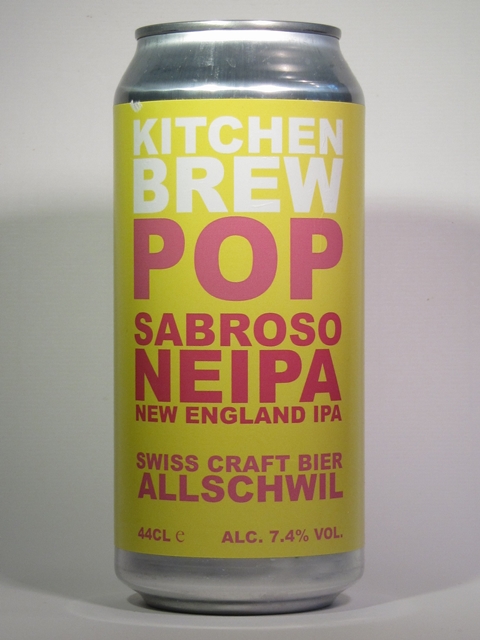 KITCHEN
BREW
POP
SABROSO
NEIPA
NEW ENGLAND IPA
SWISS CRAFT BIER
ALLSCHWIL
44CL e ALC. 7.4% VOL.